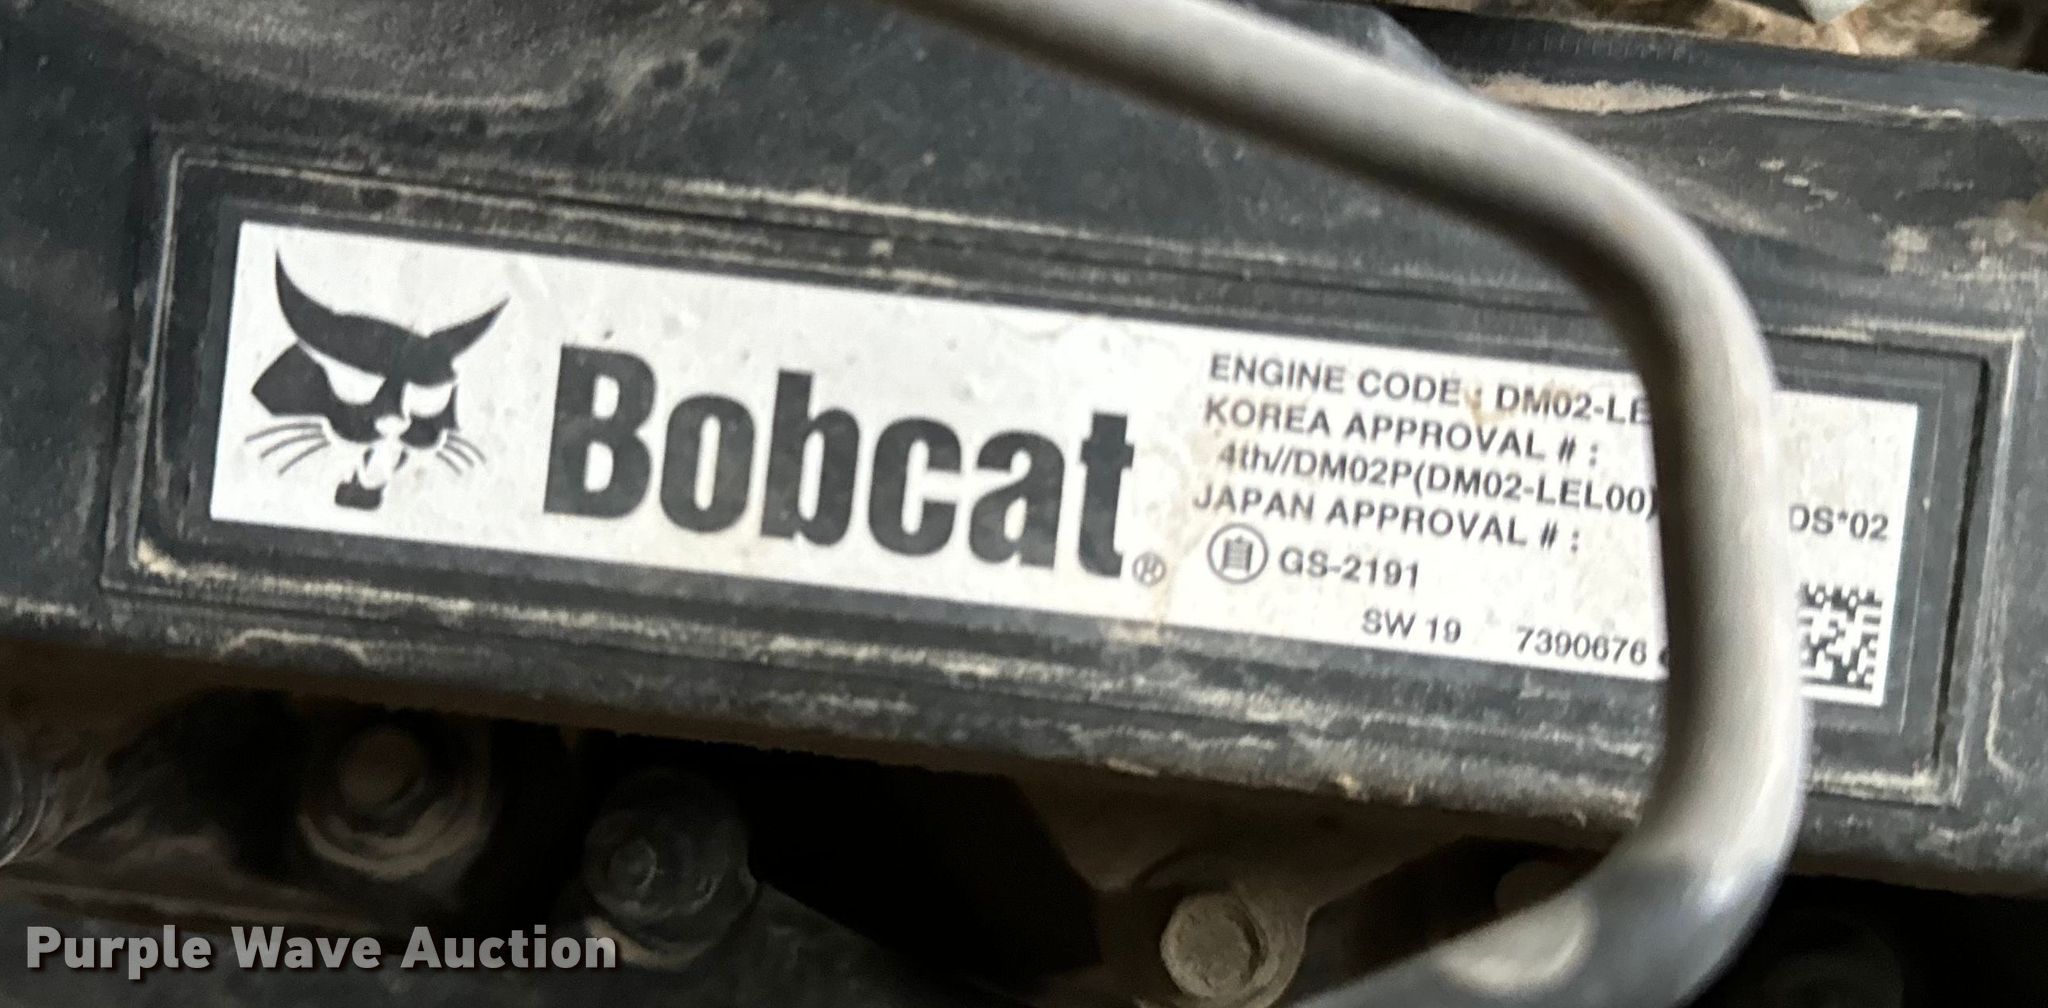 Bobcat®
ENGINE CODE : DM02-LE
KOREA APPROVAL # :
4th//DM02P(DM02-LEL00) DS*02
JAPAN APPROVAL # :
自 GS-2191
SW 19 7390676
Purple Wave Auction